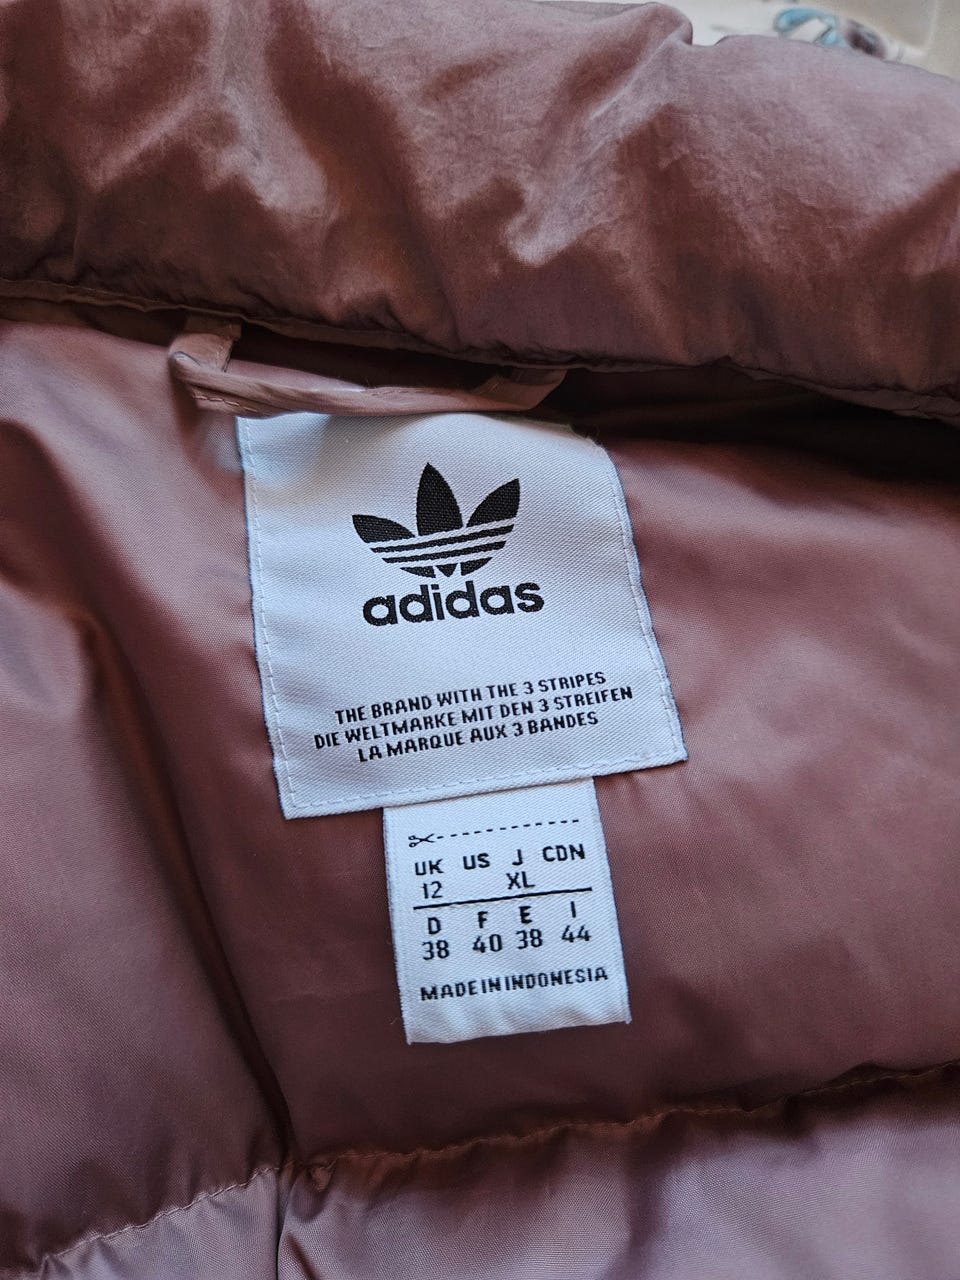 adidas
THE BRAND WITH THE 3 STRIPES
DIE WELTMARKE MIT DEN 3 STREIFEN
LA MARQUE AUX 3 BANDES
UK US J CDN
12 XL
D F E I
38 40 38 44
MADE IN INDONESIA